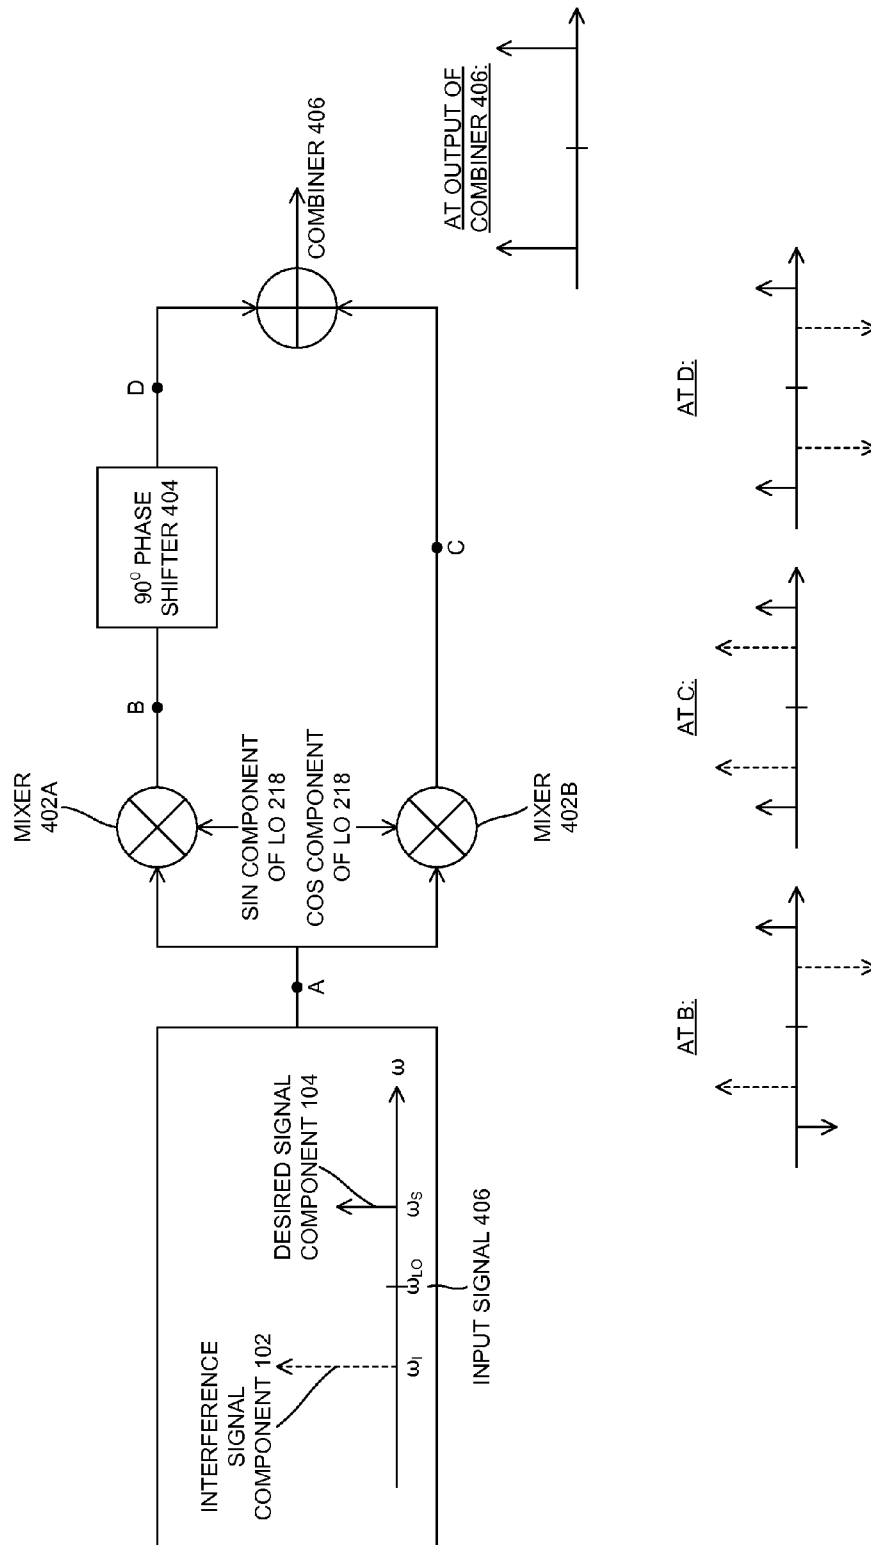 INTERFERENCE
SIGNAL
COMPONENT 102
DESIRED SIGNAL
COMPONENT 104
ω
ωI
ωLO
ωS
INPUT SIGNAL 406
A
MIXER
402A
SIN COMPONENT
OF LO 218
COS COMPONENT
OF LO 218
MIXER
402B
B
90⁰ PHASE
SHIFTER 404
D
C
COMBINER 406
AT OUTPUT OF
COMBINER 406:
AT B:
AT C:
AT D: